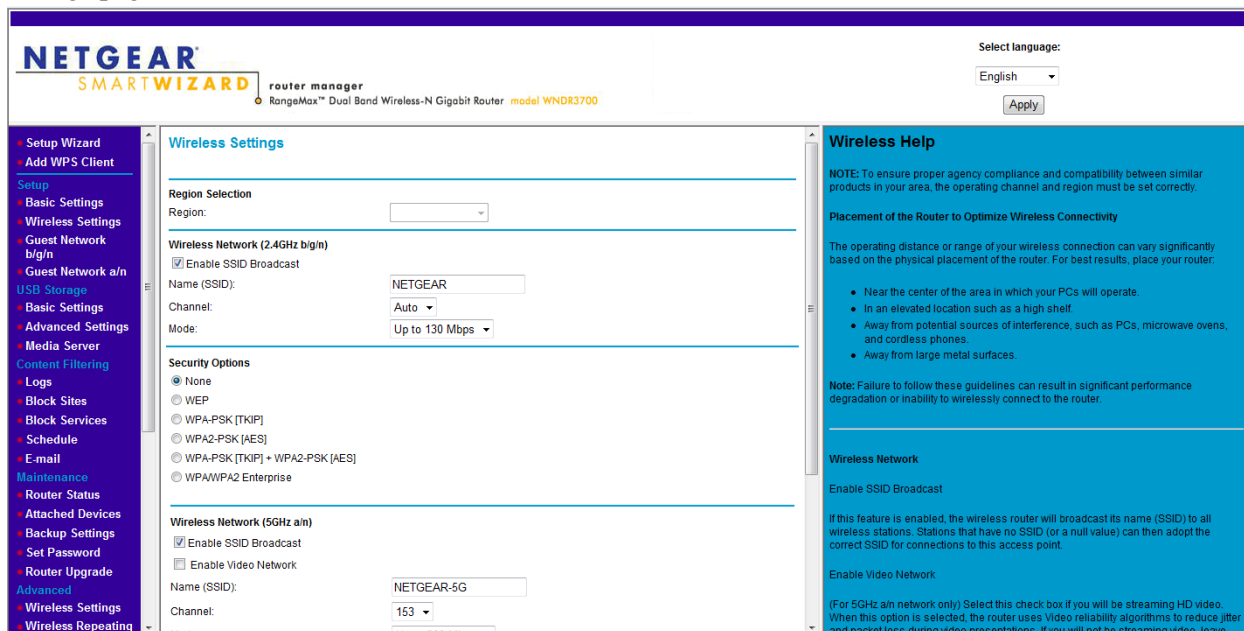 NETGEAR
SMARTWIZARD
router manager
RangeMax™ Dual Band Wireless-N Gigabit Router model WNDR3700
Select language:
English
Apply
Setup Wizard
Add WPS Client
Setup
Basic Settings
Wireless Settings
Guest Network
b/g/n
Guest Network a/n
USB Storage
Basic Settings
Advanced Settings
Media Server
Content Filtering
Logs
Block Sites
Block Services
Schedule
E-mail
Maintenance
Router Status
Attached Devices
Backup Settings
Set Password
Router Upgrade
Advanced
Wireless Settings
Wireless Repeating
Wireless Settings
Region Selection
Region:
Wireless Network (2.4GHz b/g/n)
Enable SSID Broadcast
Name (SSID): NETGEAR
Channel: Auto
Mode: Up to 130 Mbps
Security Options
None
WEP
WPA-PSK [TKIP]
WPA2-PSK [AES]
WPA-PSK [TKIP] + WPA2-PSK [AES]
WPA/WPA2 Enterprise
Wireless Network (5GHz a/n)
Enable SSID Broadcast
Enable Video Network
Name (SSID): NETGEAR-5G
Channel: 153
Wireless Help
NOTE: To ensure proper agency compliance and compatibility between similar
products in your area, the operating channel and region must be set correctly.
Placement of the Router to Optimize Wireless Connectivity
The operating distance or range of your wireless connection can vary significantly
based on the physical placement of the router. For best results, place your router:
Near the center of the area in which your PCs will operate.
In an elevated location such as a high shelf.
Away from potential sources of interference, such as PCs, microwave ovens,
and cordless phones.
Away from large metal surfaces.
Note: Failure to follow these guidelines can result in significant performance
degradation or inability to wirelessly connect to the router.
Wireless Network
Enable SSID Broadcast
If this feature is enabled, the wireless router will broadcast its name (SSID) to all
wireless stations. Stations that have no SSID (or a null value) can then adopt the
correct SSID for connections to this access point.
Enable Video Network
(For 5GHz a/n network only) Select this check box if you will be streaming HD video.
When this option is selected, the router uses Video reliability algorithms to reduce jitter
and packet loss during video presentations. If you will not be streaming video, leave